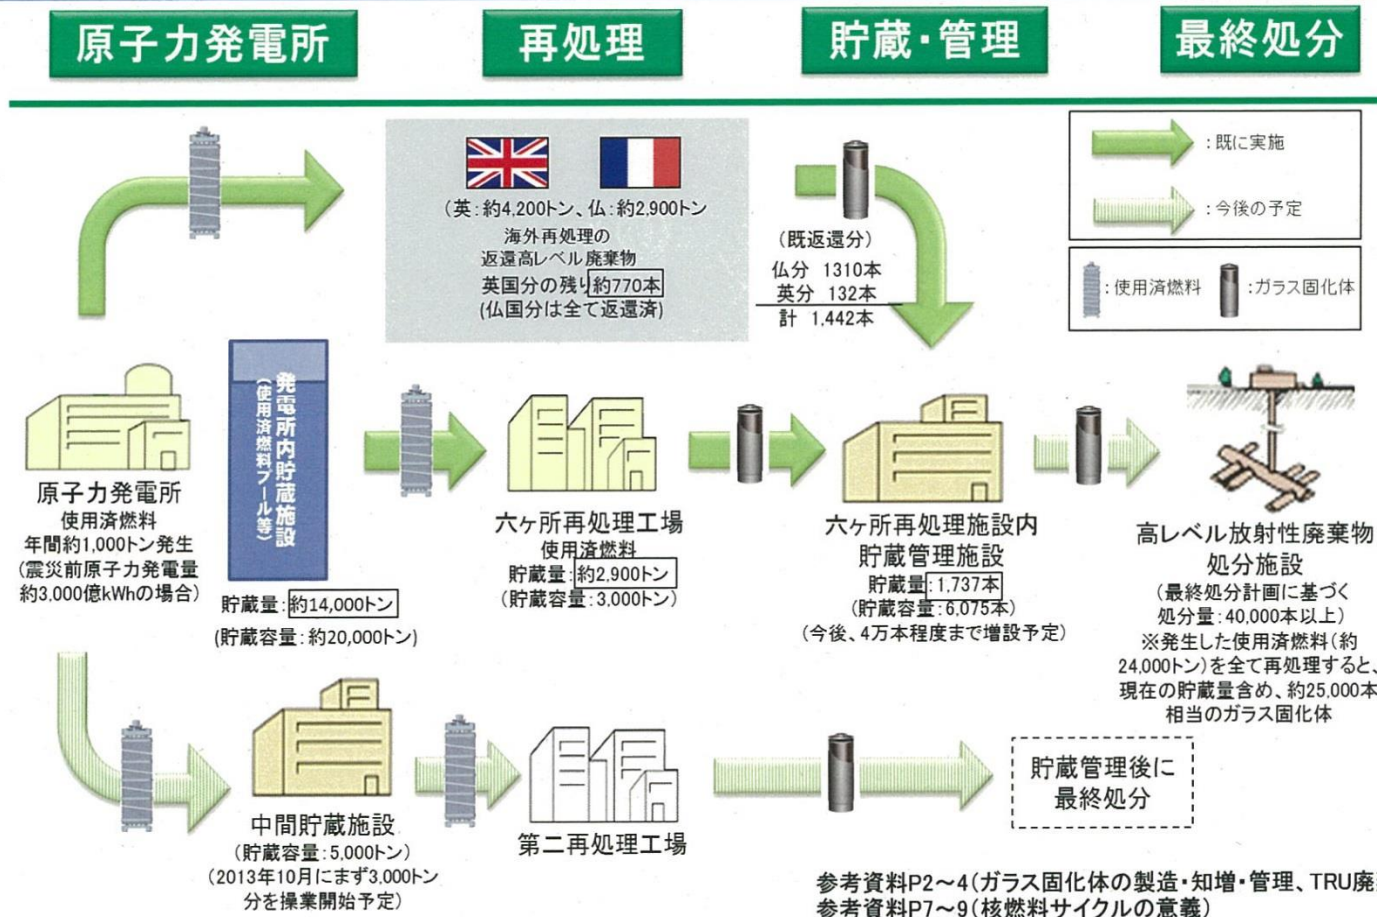 原子力発電所
再処理
貯蔵・管理
最終処分
:既に実施
:今後の予定
:使用済燃料
:ガラス固化体
(英:約4,200トン、仏:約2,900トン
海外再処理の
返還高レベル廃棄物
英国分の残り約770本
(仏国分は全て返還済)
(既返還分)
仏分 1310本
英分 132本
計 1,442本
原子力発電所
使用済燃料
年間約1,000トン発生
(震災前原子力発電量
約3,000億kWhの場合)
発電所内貯蔵施設
(使用済燃料プール等)
貯蔵量:約14,000トン
(貯蔵容量:約20,000トン)
六ヶ所再処理工場
使用済燃料
貯蔵量:約2,900トン
(貯蔵容量:3,000トン)
六ヶ所再処理施設内
貯蔵管理施設
貯蔵量:1,737本
(貯蔵容量:6,075本)
(今後、4万本程度まで増設予定)
高レベル放射性廃棄物
処分施設
(最終処分計画に基づく
処分量:40,000本以上)
※発生した使用済燃料(約
24,000トン)を全て再処理すると、
現在の貯蔵量含め、約25,000本
相当のガラス固化体
中間貯蔵施設
(貯蔵容量:5,000トン)
(2013年10月にまず3,000トン
分を操業開始予定)
第二再処理工場
貯蔵管理後に
最終処分
参考資料P2～4(ガラス固化体の製造・知増・管理、TRU廃
参考資料P7～9(核燃料サイクルの意義)